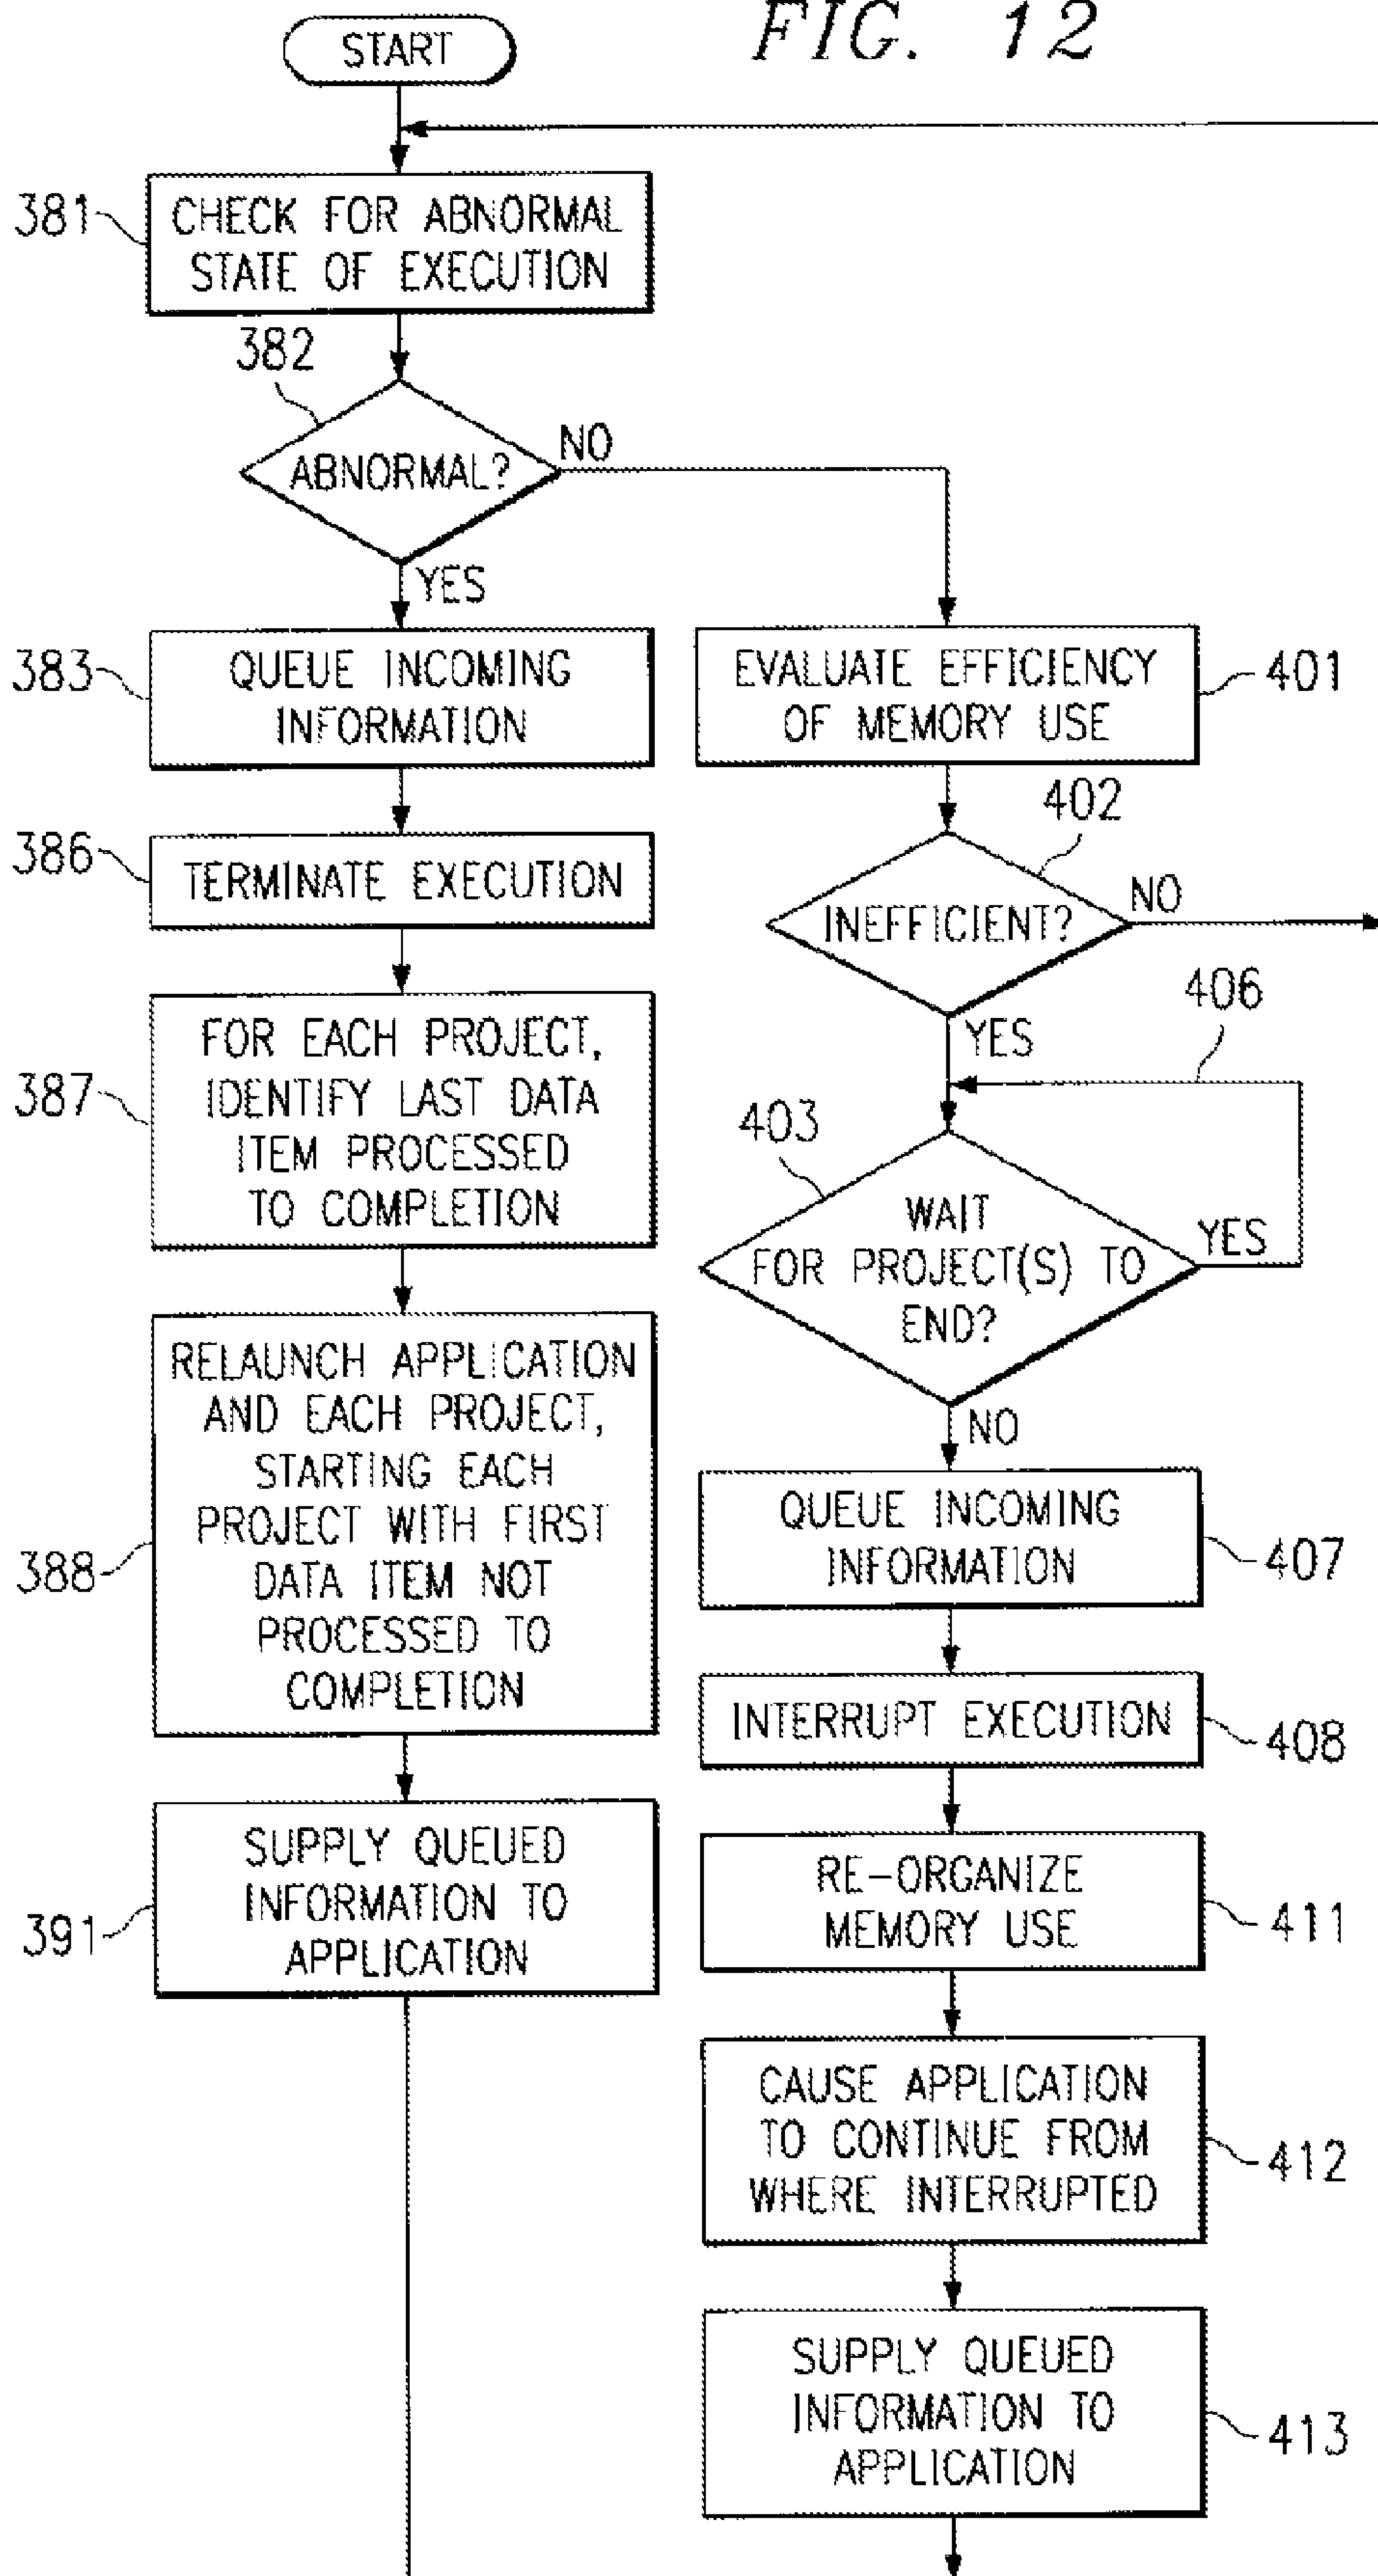 FIG. 12
START
381
CHECK FOR ABNORMAL
STATE OF EXECUTION
382
ABNORMAL?
NO
YES
383
QUEUE INCOMING
INFORMATION
386
TERMINATE EXECUTION
387
FOR EACH PROJECT,
IDENTIFY LAST DATA
ITEM PROCESSED
TO COMPLETION
388
RELAUNCH APPLICATION
AND EACH PROJECT,
STARTING EACH
PROJECT WITH FIRST
DATA ITEM NOT
PROCESSED TO
COMPLETION
391
SUPPLY QUEUED
INFORMATION TO
APPLICATION
EVALUATE EFFICIENCY
OF MEMORY USE
401
402
INEFFICIENT?
NO
YES
406
403
WAIT
FOR PROJECT(S) TO
END?
YES
NO
QUEUE INCOMING
INFORMATION
407
INTERRUPT EXECUTION
408
RE-ORGANIZE
MEMORY USE
411
CAUSE APPLICATION
TO CONTINUE FROM
WHERE INTERRUPTED
412
SUPPLY QUEUED
INFORMATION TO
APPLICATION
413